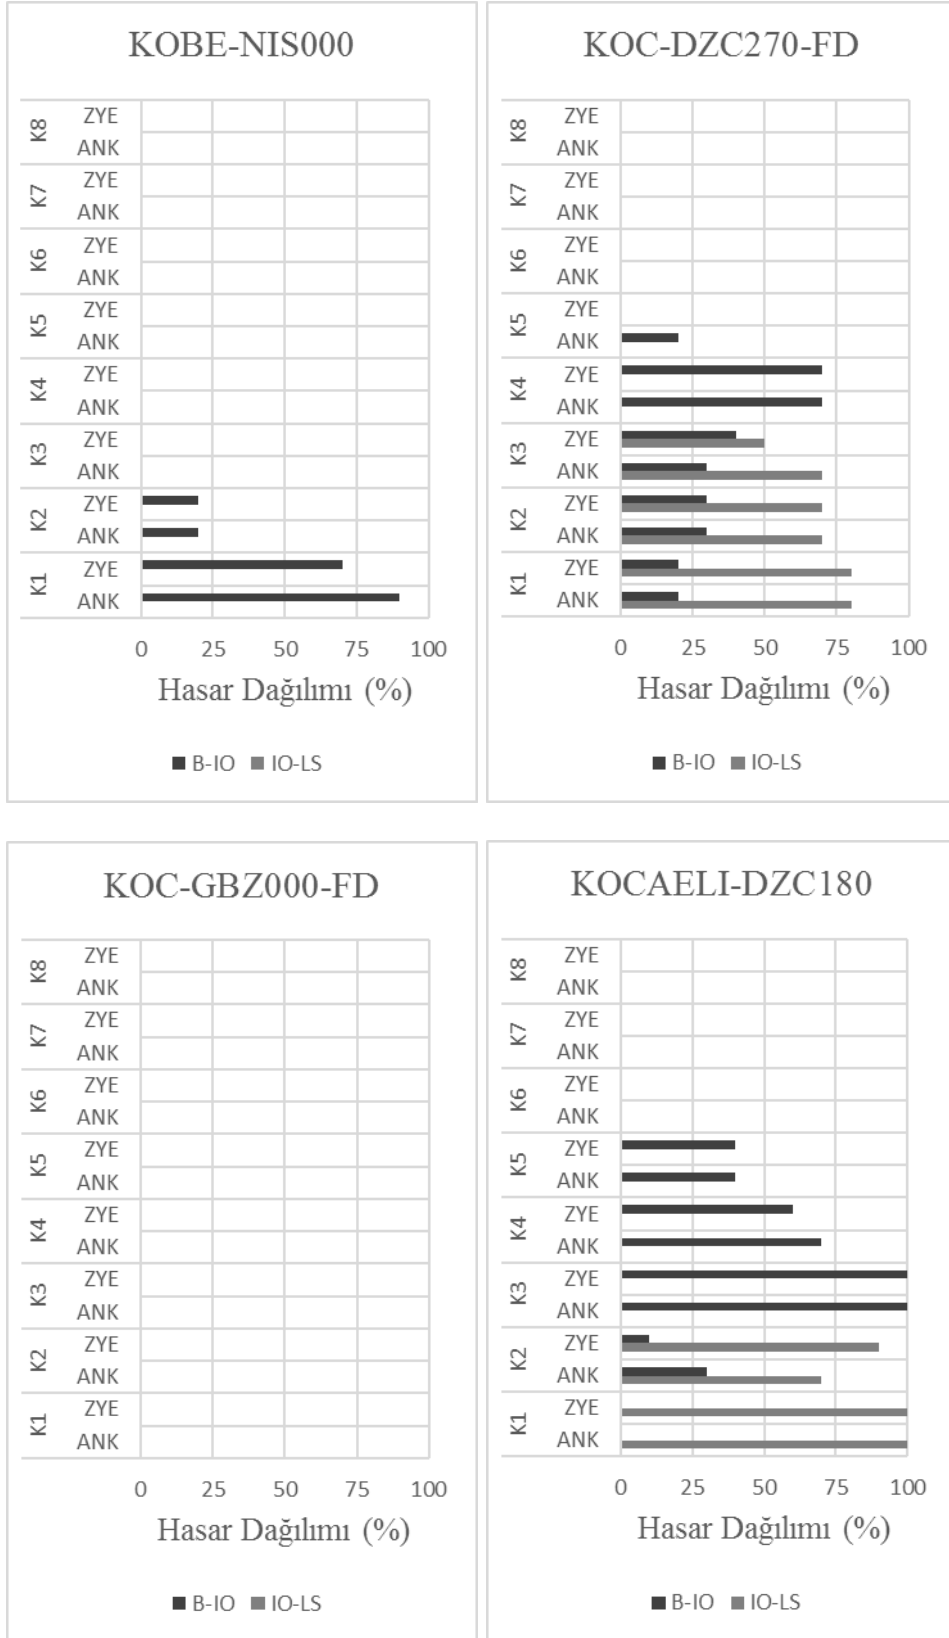 KOBE-NIS000
K8 ZYE
ANK
K7 ZYE
ANK
K6 ZYE
ANK
K5 ZYE
ANK
K4 ZYE
ANK
K3 ZYE
ANK
K2 ZYE
ANK
K1 ZYE
ANK
0 25 50 75 100
Hasar Dağılımı (%)
B-IO IO-LS
KOC-DZC270-FD
K8 ZYE
ANK
K7 ZYE
ANK
K6 ZYE
ANK
K5 ZYE
ANK
K4 ZYE
ANK
K3 ZYE
ANK
K2 ZYE
ANK
K1 ZYE
ANK
0 25 50 75 100
Hasar Dağılımı (%)
B-IO IO-LS
KOC-GBZ000-FD
K8 ZYE
ANK
K7 ZYE
ANK
K6 ZYE
ANK
K5 ZYE
ANK
K4 ZYE
ANK
K3 ZYE
ANK
K2 ZYE
ANK
K1 ZYE
ANK
0 25 50 75 100
Hasar Dağılımı (%)
B-IO IO-LS
KOCAELI-DZC180
K8 ZYE
ANK
K7 ZYE
ANK
K6 ZYE
ANK
K5 ZYE
ANK
K4 ZYE
ANK
K3 ZYE
ANK
K2 ZYE
ANK
K1 ZYE
ANK
0 25 50 75 100
Hasar Dağılımı (%)
B-IO IO-LS